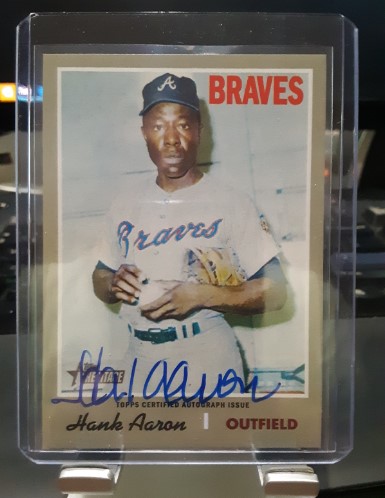 A
BRAVES
Braves
HERITAGE
Hank Aaron
TOPPS CERTIFIED AUTOGRAPH ISSUE
Hank Aaron OUTFIELD